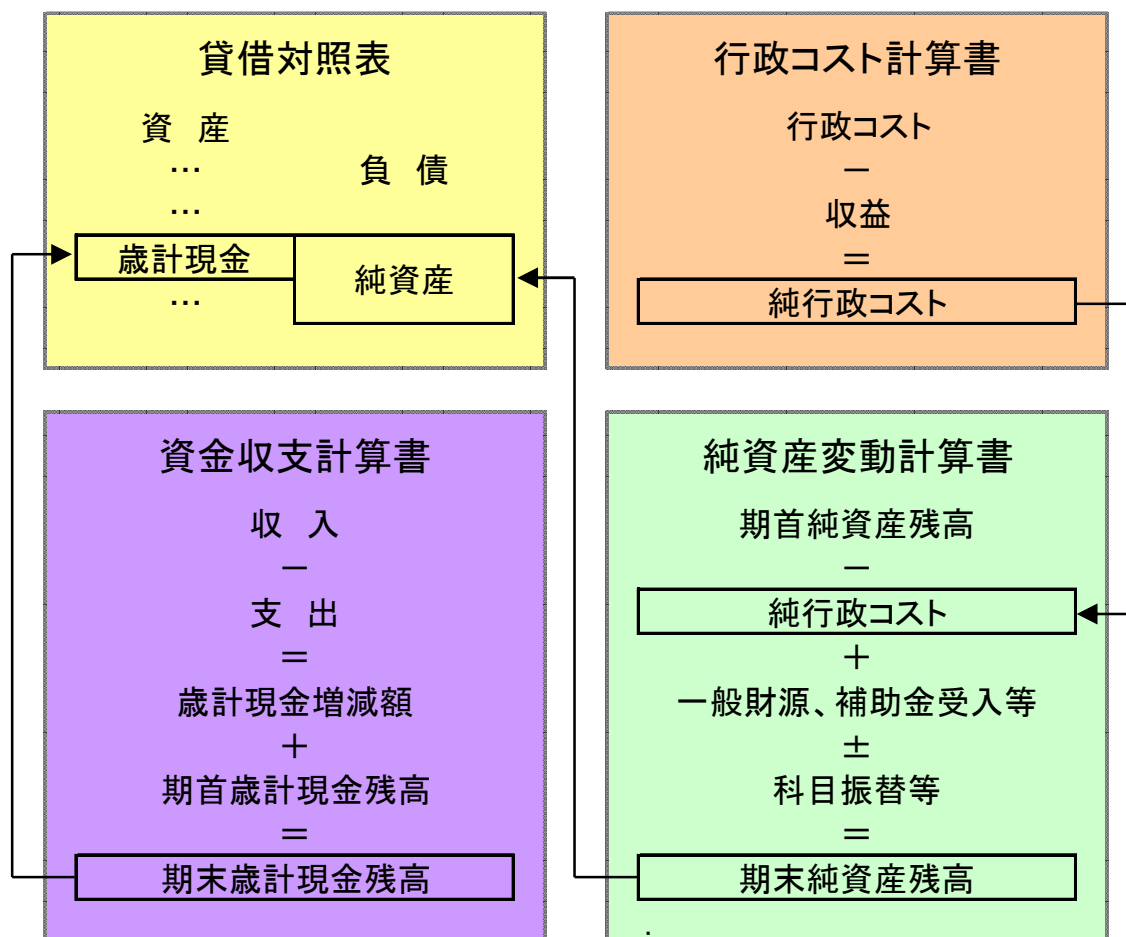 貸借対照表
資 産
…
負 債
…
歳計現金
純資産
…
行政コスト計算書
行政コスト
－
収益
＝
純行政コスト
資金収支計算書
収 入
－
支 出
＝
歳計現金増減額
＋
期首歳計現金残高
＝
期末歳計現金残高
純資産変動計算書
期首純資産残高
－
純行政コスト
＋
一般財源、補助金受入等
±
科目振替等
＝
期末純資産残高